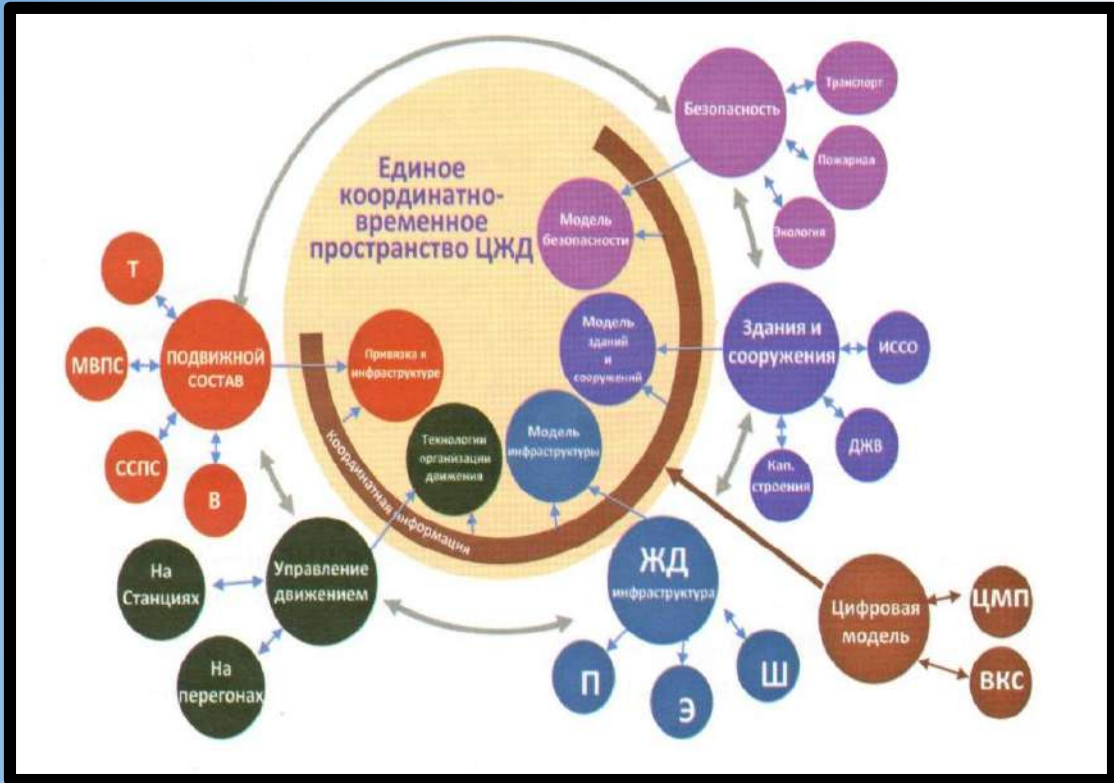 Безопасность
Транспорт
Пожарная
Экология
Единое
координатно-
временное
пространство ЦЖД
Модель
безопасности
Т
МВПС
ПОДВИЖНОЙ
СОСТАВ
ССПС
В
Привязка к
инфраструктуре
Модель
зданий
и
сооружений
Здания и
сооружения
ИССО
ДЖВ
Кап.
строения
Технологии
организации
движения
Модель
инфраструктуры
Координатная информация
На
Станциях
Управление
движением
На
перегонах
ЖД
инфраструктура
П
Э
Ш
Цифровая
модель
ЦМП
ВКС